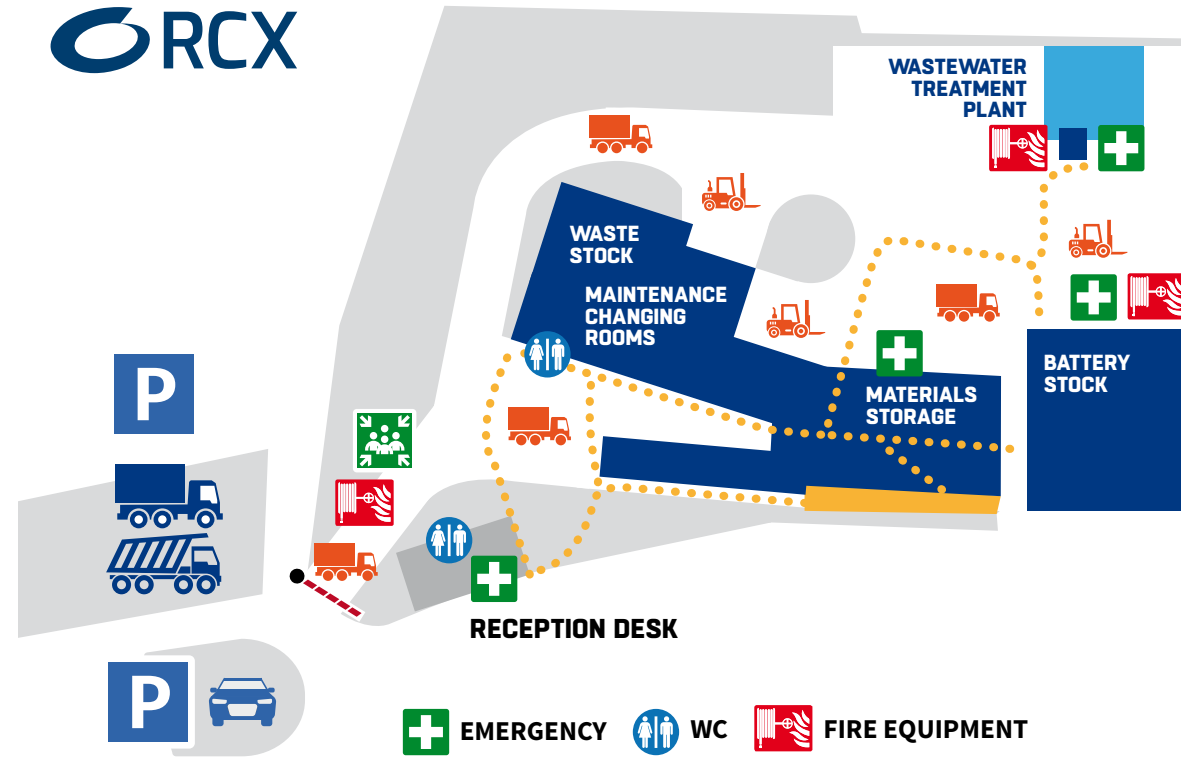 RCX
WASTEWATER
TREATMENT
PLANT
WASTE
STOCK
MAINTENANCE
CHANGING
ROOMS
BATTERY
STOCK
MATERIALS
STORAGE
P
RECEPTION DESK
P
EMERGENCY
WC
FIRE EQUIPMENT